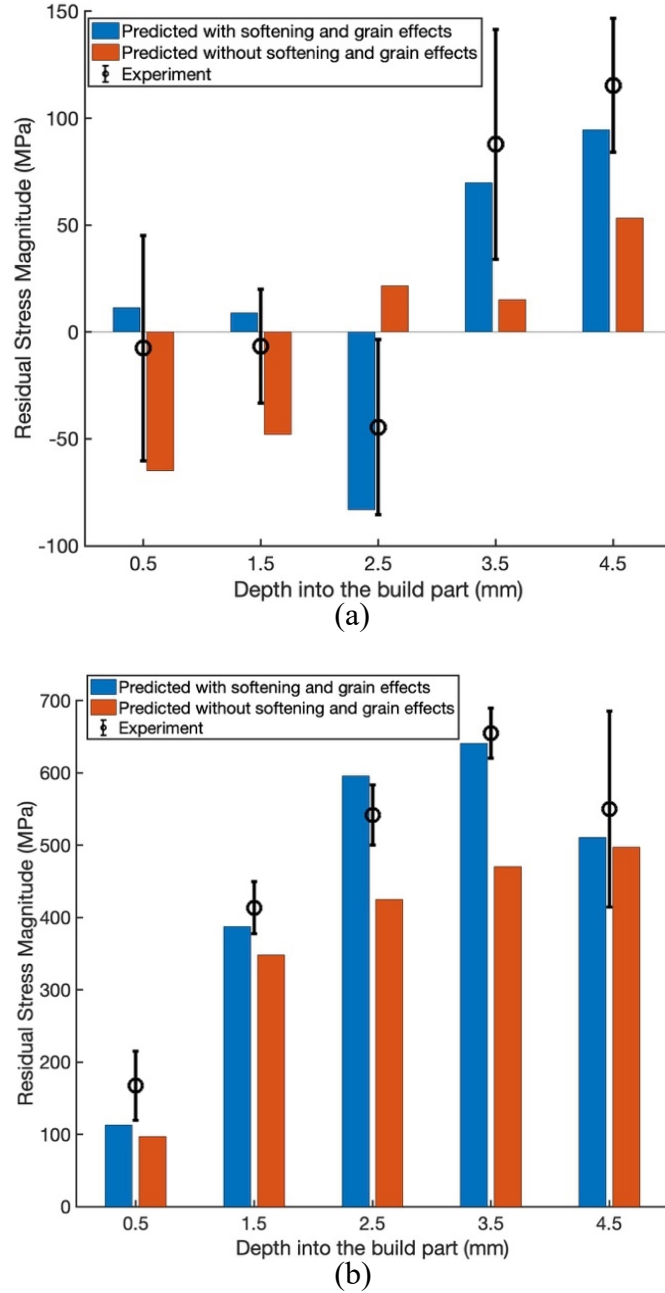 150
Predicted with softening and grain effects
Predicted without softening and grain effects
Experiment
100
50
0
-50
-100
Residual Stress Magnitude (MPa)
0.5 1.5 2.5 3.5 4.5
Depth into the build part (mm)
(a)
Predicted with softening and grain effects
Predicted without softening and grain effects
Experiment
700
600
500
400
300
200
100
0
Residual Stress Magnitude (MPa)
0.5 1.5 2.5 3.5 4.5
Depth into the build part (mm)
(b)